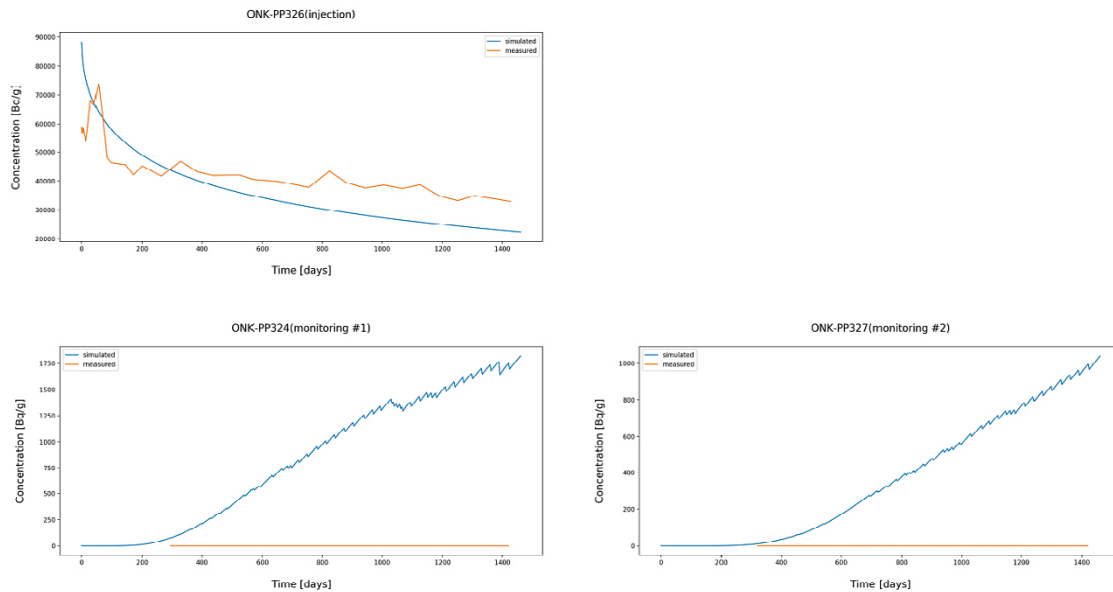 ONK-PP326(injection)
simulated
measured
90000
80000
70000
60000
50000
40000
30000
20000
Concentration [Bc/g]
0 200 400 600 800 1000 1200 1400
Time [days]
ONK-PP324(monitoring #1)
simulated
measured
1750
1500
1250
1000
750
500
250
0
Concentration [Bq/g]
0 200 400 600 800 1000 1200 1400
Time [days]
ONK-PP327(monitoring #2)
simulated
measured
1000
800
600
400
200
0
Concentration [Bq/g]
0 200 400 600 800 1000 1200 1400
Time [days]